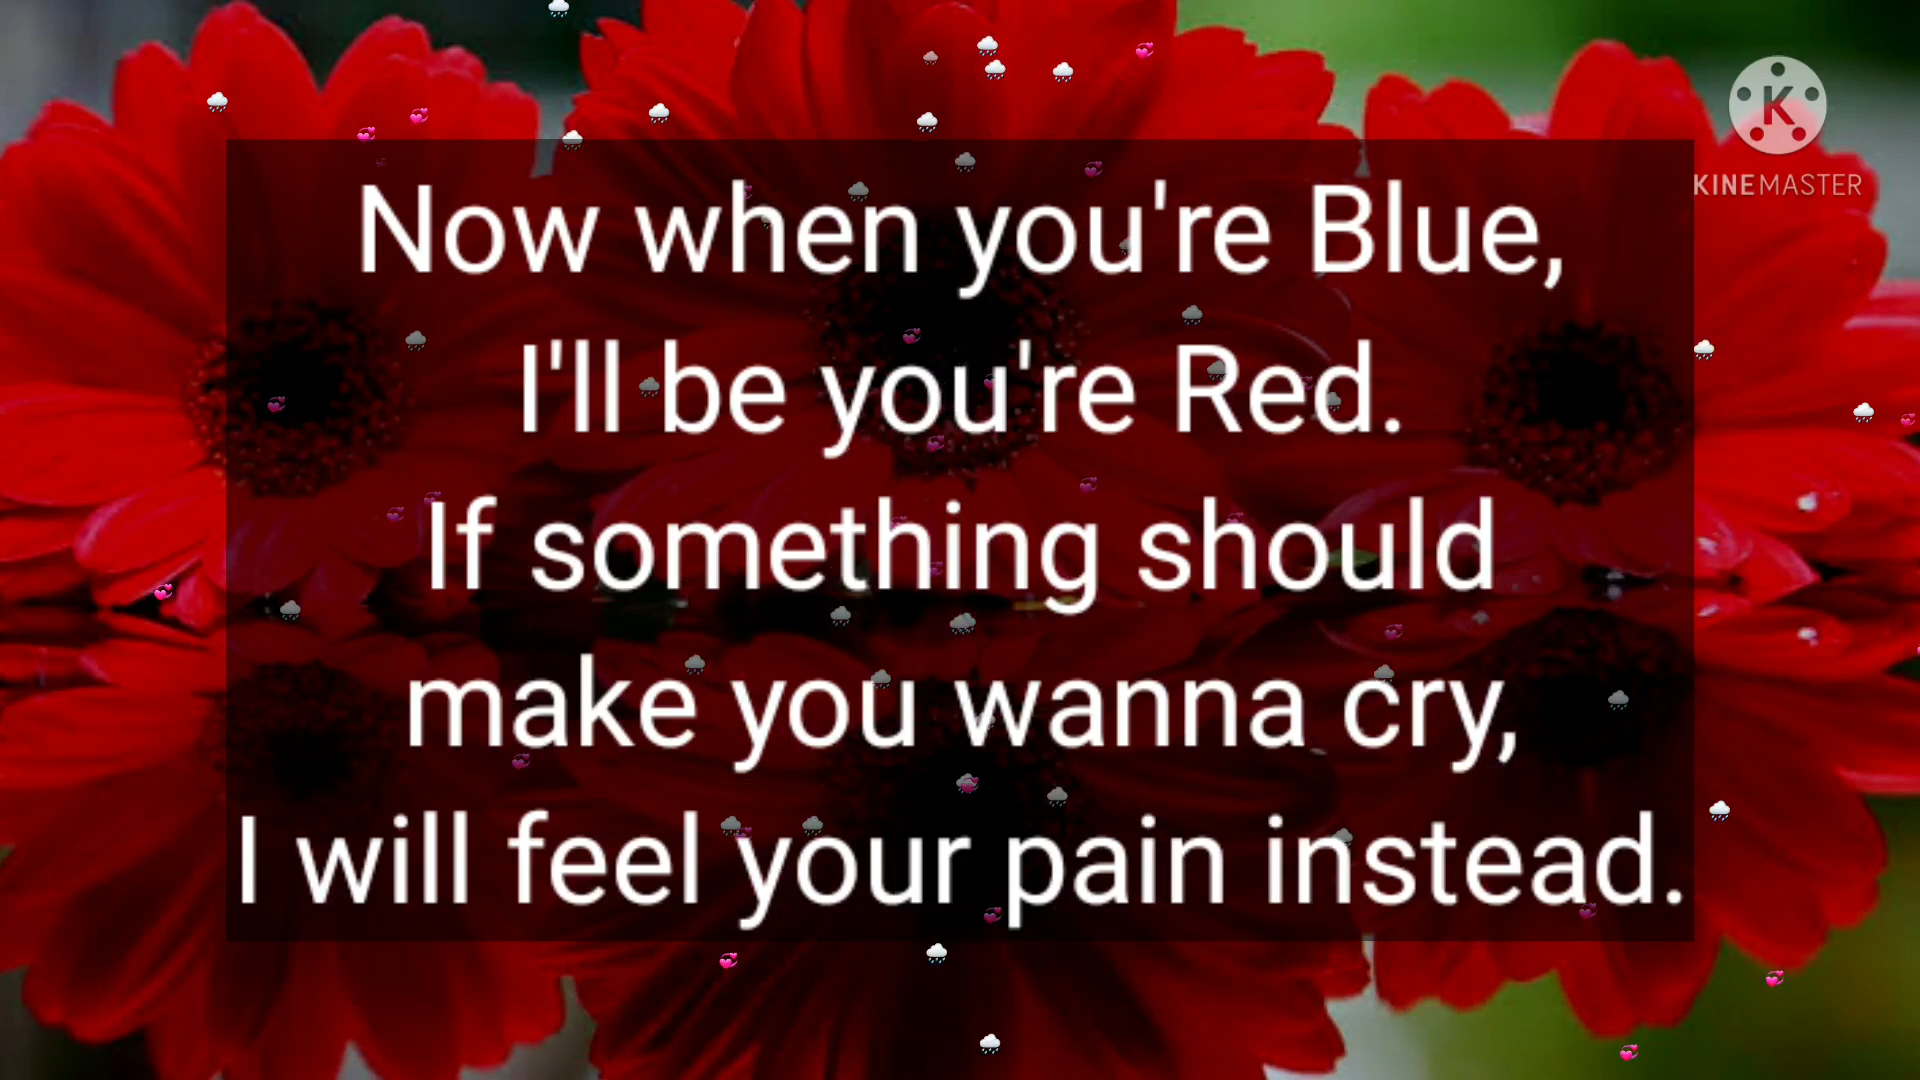 Now when you're Blue,
I'll be you're Red.
If something should
make you wanna cry,
I will feel your pain instead.
K
KINEMASTER